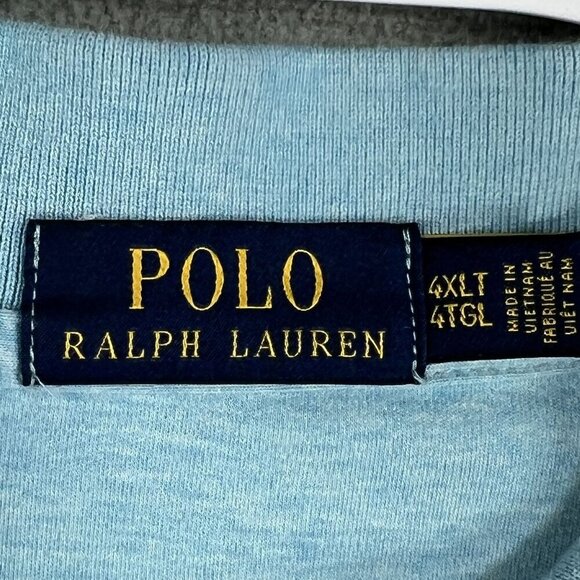 POLO
RALPH LAUREN
4XLT
4TGL
MADE IN
VIETNAM
FABRIQUÉ AU
VIÊT NAM